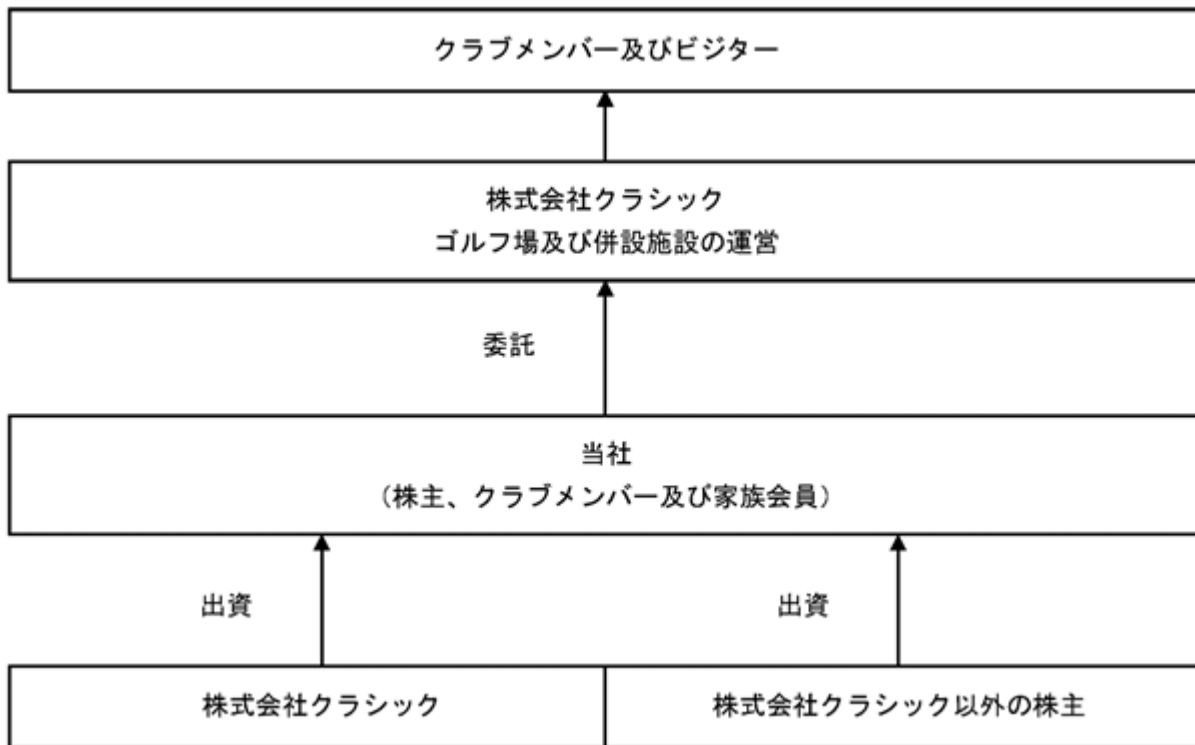 クラブメンバー及びビジター
株式会社クラシック
ゴルフ場及び併設施設の運営
委託
当社
（株主、クラブメンバー及び家族会員）
出資
出資
株式会社クラシック
株式会社クラシック以外の株主